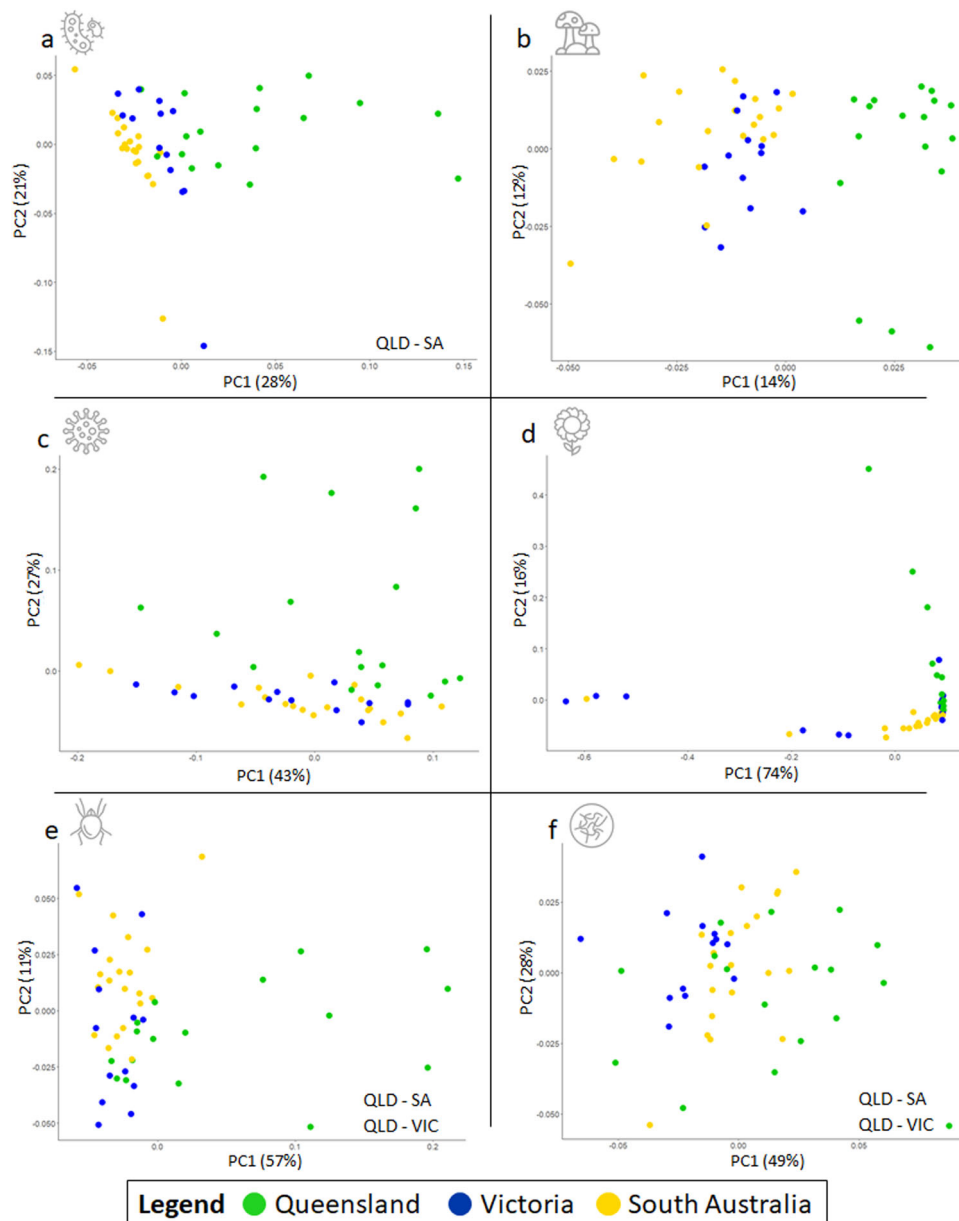 a
0.05
0.00
-0.05
-0.10
-0.15
PC2 (21%)
-0.05
0.00
0.05
0.10
0.15
PC1 (28%)
QLD - SA
b
0.025
0.000
-0.025
-0.050
PC2 (12%)
-0.050
-0.025
0.000
0.025
PC1 (14%)
c
0.2
0.1
0.0
PC2 (27%)
-0.2
-0.1
0.0
0.1
PC1 (43%)
d
0.4
0.3
0.2
0.1
0.0
PC2 (16%)
-0.6
-0.4
-0.2
0.0
PC1 (74%)
e
0.050
0.025
0.000
-0.025
-0.050
PC2 (11%)
0.0
0.1
0.2
PC1 (57%)
QLD - SA
QLD - VIC
f
0.025
0.000
-0.025
-0.050
PC2 (28%)
-0.05
0.00
0.05
PC1 (49%)
QLD - SA
QLD - VIC
Legend Queensland Victoria South Australia